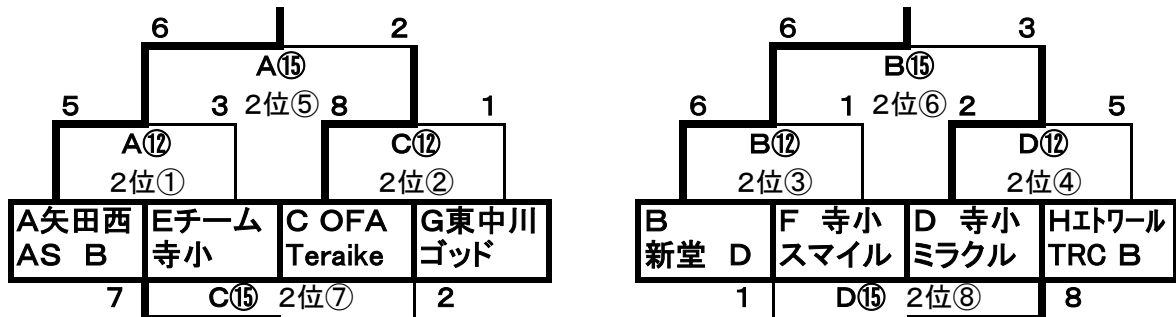 6 2 6 3
A⑮ B⑮
5 3 2位⑤ 8 1 6 1 2位⑥ 2 5
A⑫ C⑫ B⑫ D⑫
2位① 2位② 2位③ 2位④
A矢田西 Eチーム C OFA G東中川 B F 寺小 D 寺小 Hエトワール
AS B 寺小 Teraike ゴッド 新堂 D スマイル ミラクル TRC B
7 C⑮ 2位⑦ 2 1 D⑮ 2位⑧ 8